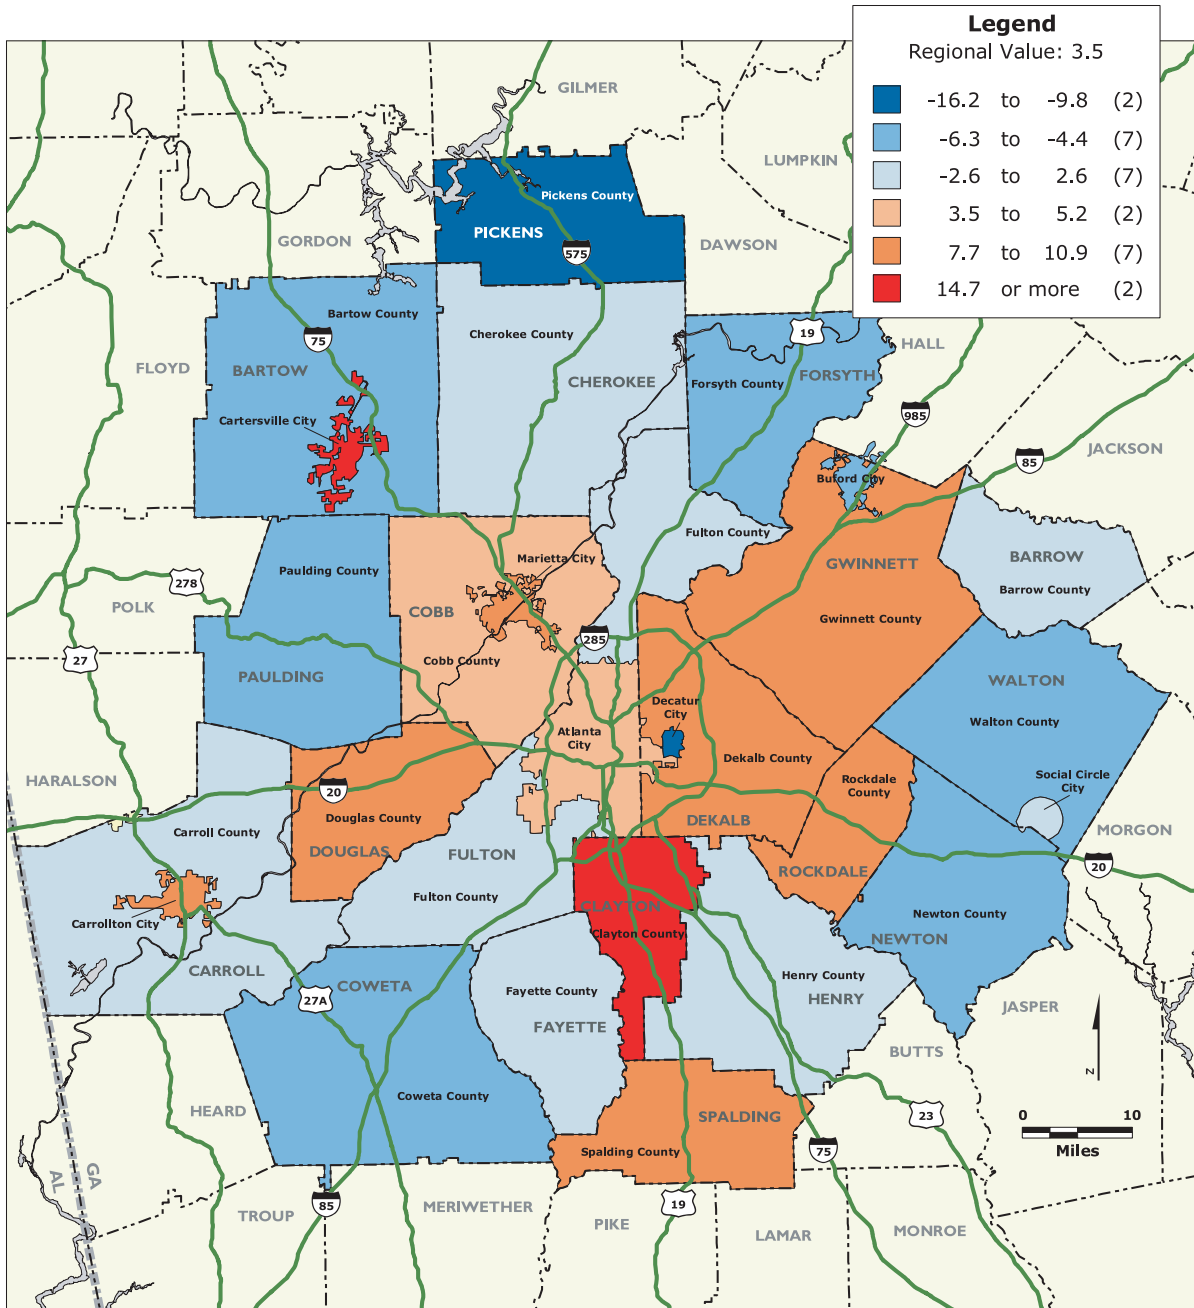 Legend
Regional Value: 3.5
-16.2 to -9.8 (2)
-6.3 to -4.4 (7)
-2.6 to 2.6 (7)
3.5 to 5.2 (2)
7.7 to 10.9 (7)
14.7 or more (2)
GILMER
LUMPKIN
Pickens County
PICKENS
575
DAWSON
GORDON
Bartow County
75
Cherokee County
19
HALL
FLOYD
BARTOW
CHEROKEE
Forsyth County
FORSYTH
985
Cartersville City
JACKSON
85
Buford City
Fulton County
Marietta City
BARROW
GWINNETT
Paulding County
278
Barrow County
POLK
COBB
Gwinnett County
285
27
Cobb County
PAULDING
WALTON
Decatur
City
Walton County
Atlanta
City
Dekalb County
HARALSON
Rockdale
County
Social Circle
City
20
Carroll County
Douglas County
DEKALB
MORGON
DOUGLAS
FULTON
20
ROCKDALE
Fulton County
CLAYTON
Newton County
Carrollton City
Clayton County
NEWTON
CARROLL
Henry County
COWETA
Fayette County
27A
HENRY
JASPER
FAYETTE
BUTTS
N
Coweta County
HEARD
SPALDING
23
0 10
Miles
Spalding County
75
GA
AL
85
19
MERIWETHER
TROUP
PIKE
LAMAR
MONROE